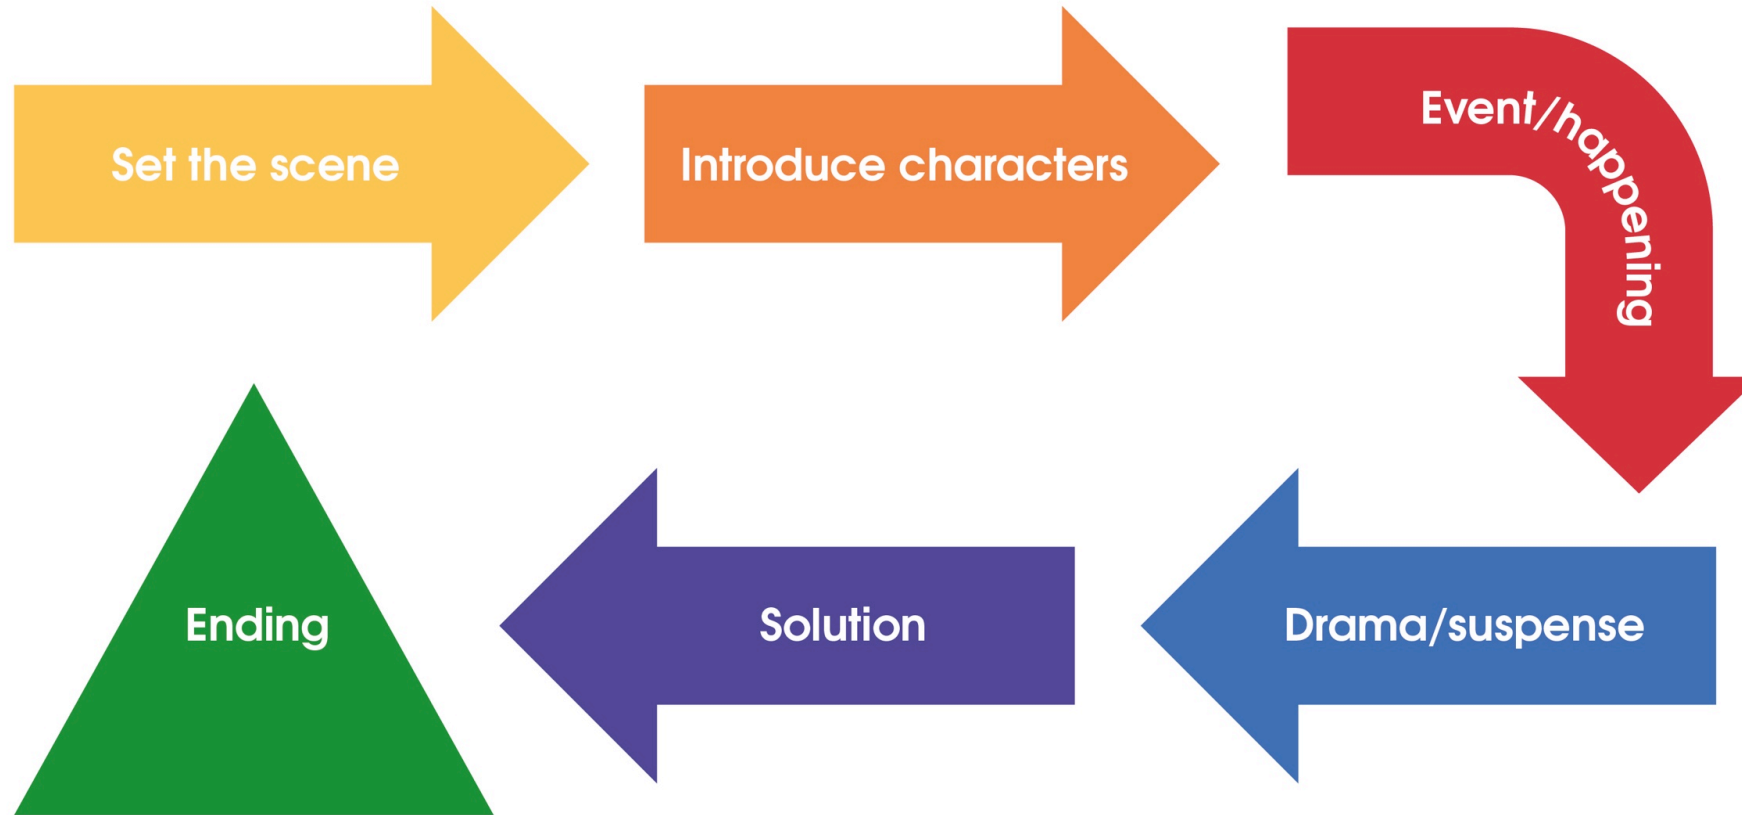 Set the scene
Introduce characters
Event/happening
Drama/suspense
Solution
Ending